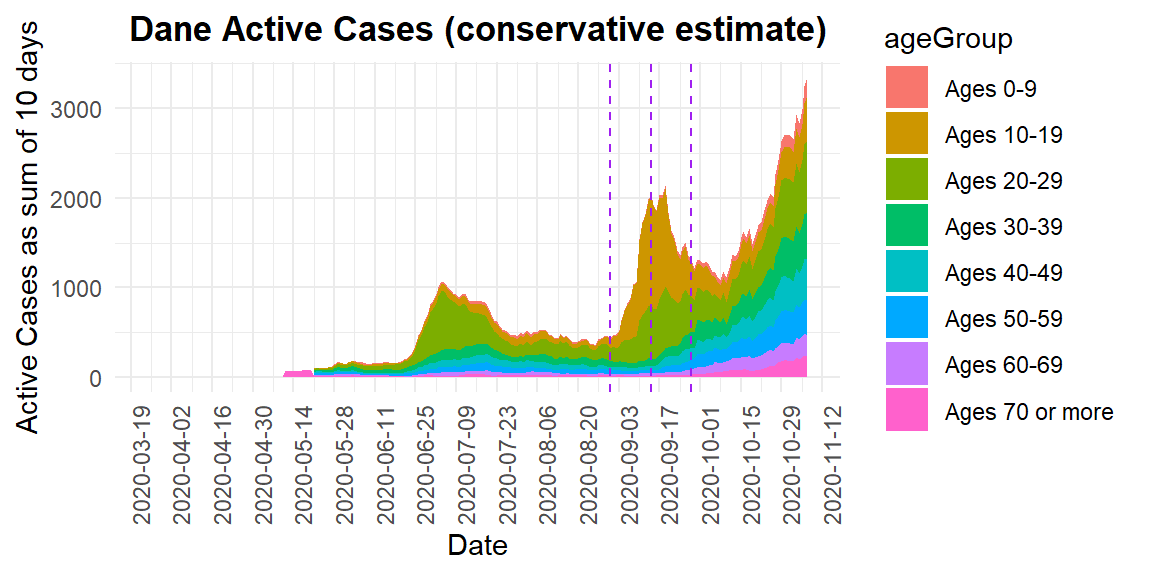 Dane Active Cases (conservative estimate)
Active Cases as sum of 10 days
3000
2000
1000
0
2020-03-19
2020-04-02
2020-04-16
2020-04-30
2020-05-14
2020-05-28
2020-06-11
2020-06-25
2020-07-09
2020-07-23
2020-08-06
2020-08-20
2020-09-03
2020-09-17
2020-10-01
2020-10-15
2020-10-29
2020-11-12
Date
ageGroup
Ages 0-9
Ages 10-19
Ages 20-29
Ages 30-39
Ages 40-49
Ages 50-59
Ages 60-69
Ages 70 or more